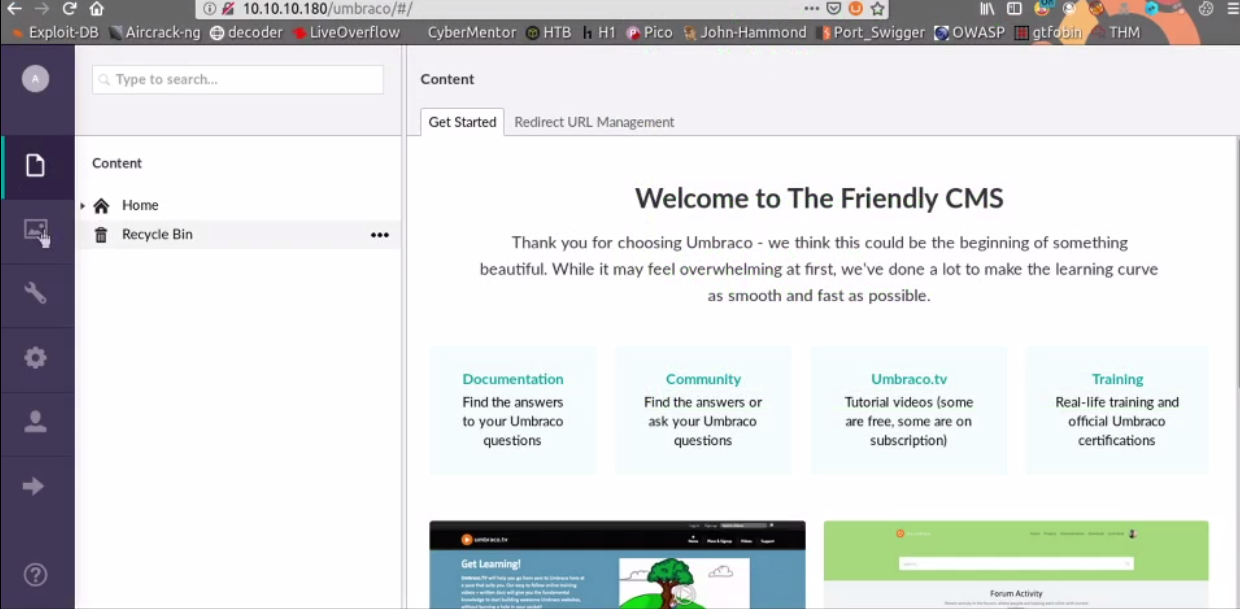 10.10.10.180/umbraco/#/
Exploit-DB Aircrack-ng decoder LiveOverflow CyberMentor HTB H1 Pico John-Hammond Port_Swigger OWASP gtfobin THM
A
Type to search...
Content
Home
Recycle Bin
Content
Get Started Redirect URL Management
Welcome to The Friendly CMS
Thank you for choosing Umbraco - we think this could be the beginning of something
beautiful. While it may feel overwhelming at first, we've done a lot to make the learning curve
as smooth and fast as possible.
Documentation
Find the answers
to your Umbraco
questions
Community
Find the answers or
ask your Umbraco
questions
Umbraco.tv
Tutorial videos (some
are free, some are on
subscription)
Training
Real-life training and
official Umbraco
certifications
umbraco.tv
Get Learning!
Forum Activity